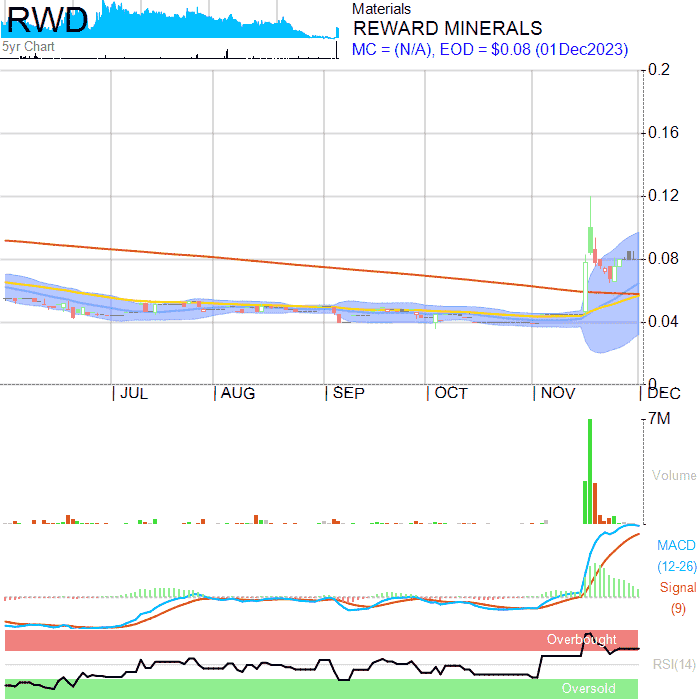 RWD
5yr Chart
Materials
REWARD MINERALS
MC = (N/A), EOD = $0.08 (01Dec2023)
0.2
0.16
0.12
0.08
0.04
0
JUL AUG SEP OCT NOV DEC
7M
Volume
MACD
(12-26)
Signal
(9)
Overbought
RSI(14)
Oversold